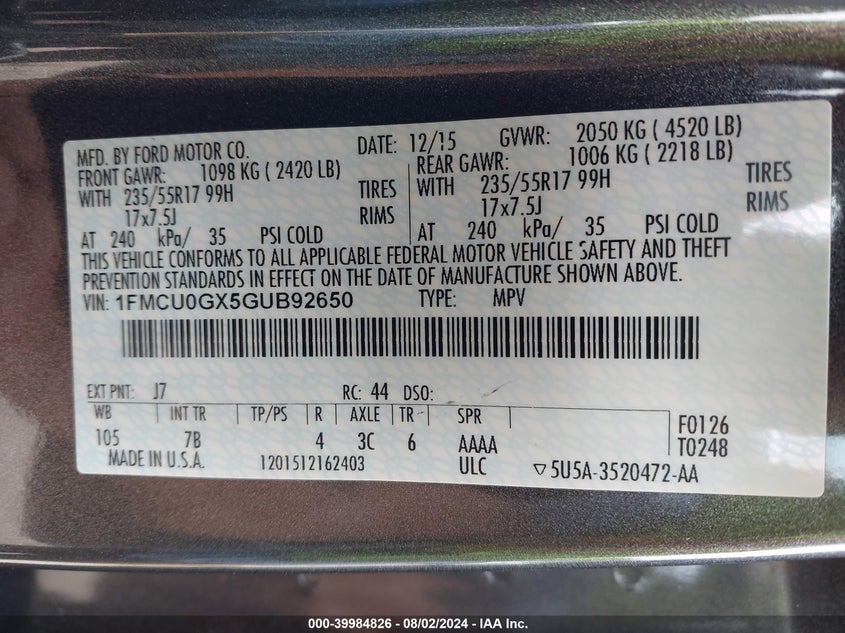 MFD. BY FORD MOTOR CO. DATE: 12/15 GVWR: 2050 KG ( 4520 LB)
FRONT GAWR: 1098 KG ( 2420 LB) REAR GAWR: 1006 KG ( 2218 LB)
WITH 235/55R17 99H TIRES WITH 235/55R17 99H TIRES
17x7.5J RIMS 17x7.5J RIMS
AT 240 kPa/ 35 PSI COLD AT 240 kPa/ 35 PSI COLD
THIS VEHICLE CONFORMS TO ALL APPLICABLE FEDERAL MOTOR VEHICLE SAFETY AND THEFT
PREVENTION STANDARDS IN EFFECT ON THE DATE OF MANUFACTURE SHOWN ABOVE.
VIN: 1FMCU0GX5GUB92650 TYPE: MPV
EXT PNT: J7 RC: 44 DSO:
WB INT TR TP/PS R AXLE TR SPR
105 7B 4 3C 6 AAAA F0126
T0248
MADE IN U.S.A. 1201512162403 ULC ▽5U5A-3520472-AA
000-39984826 - 08/02/2024 - IAA Inc.